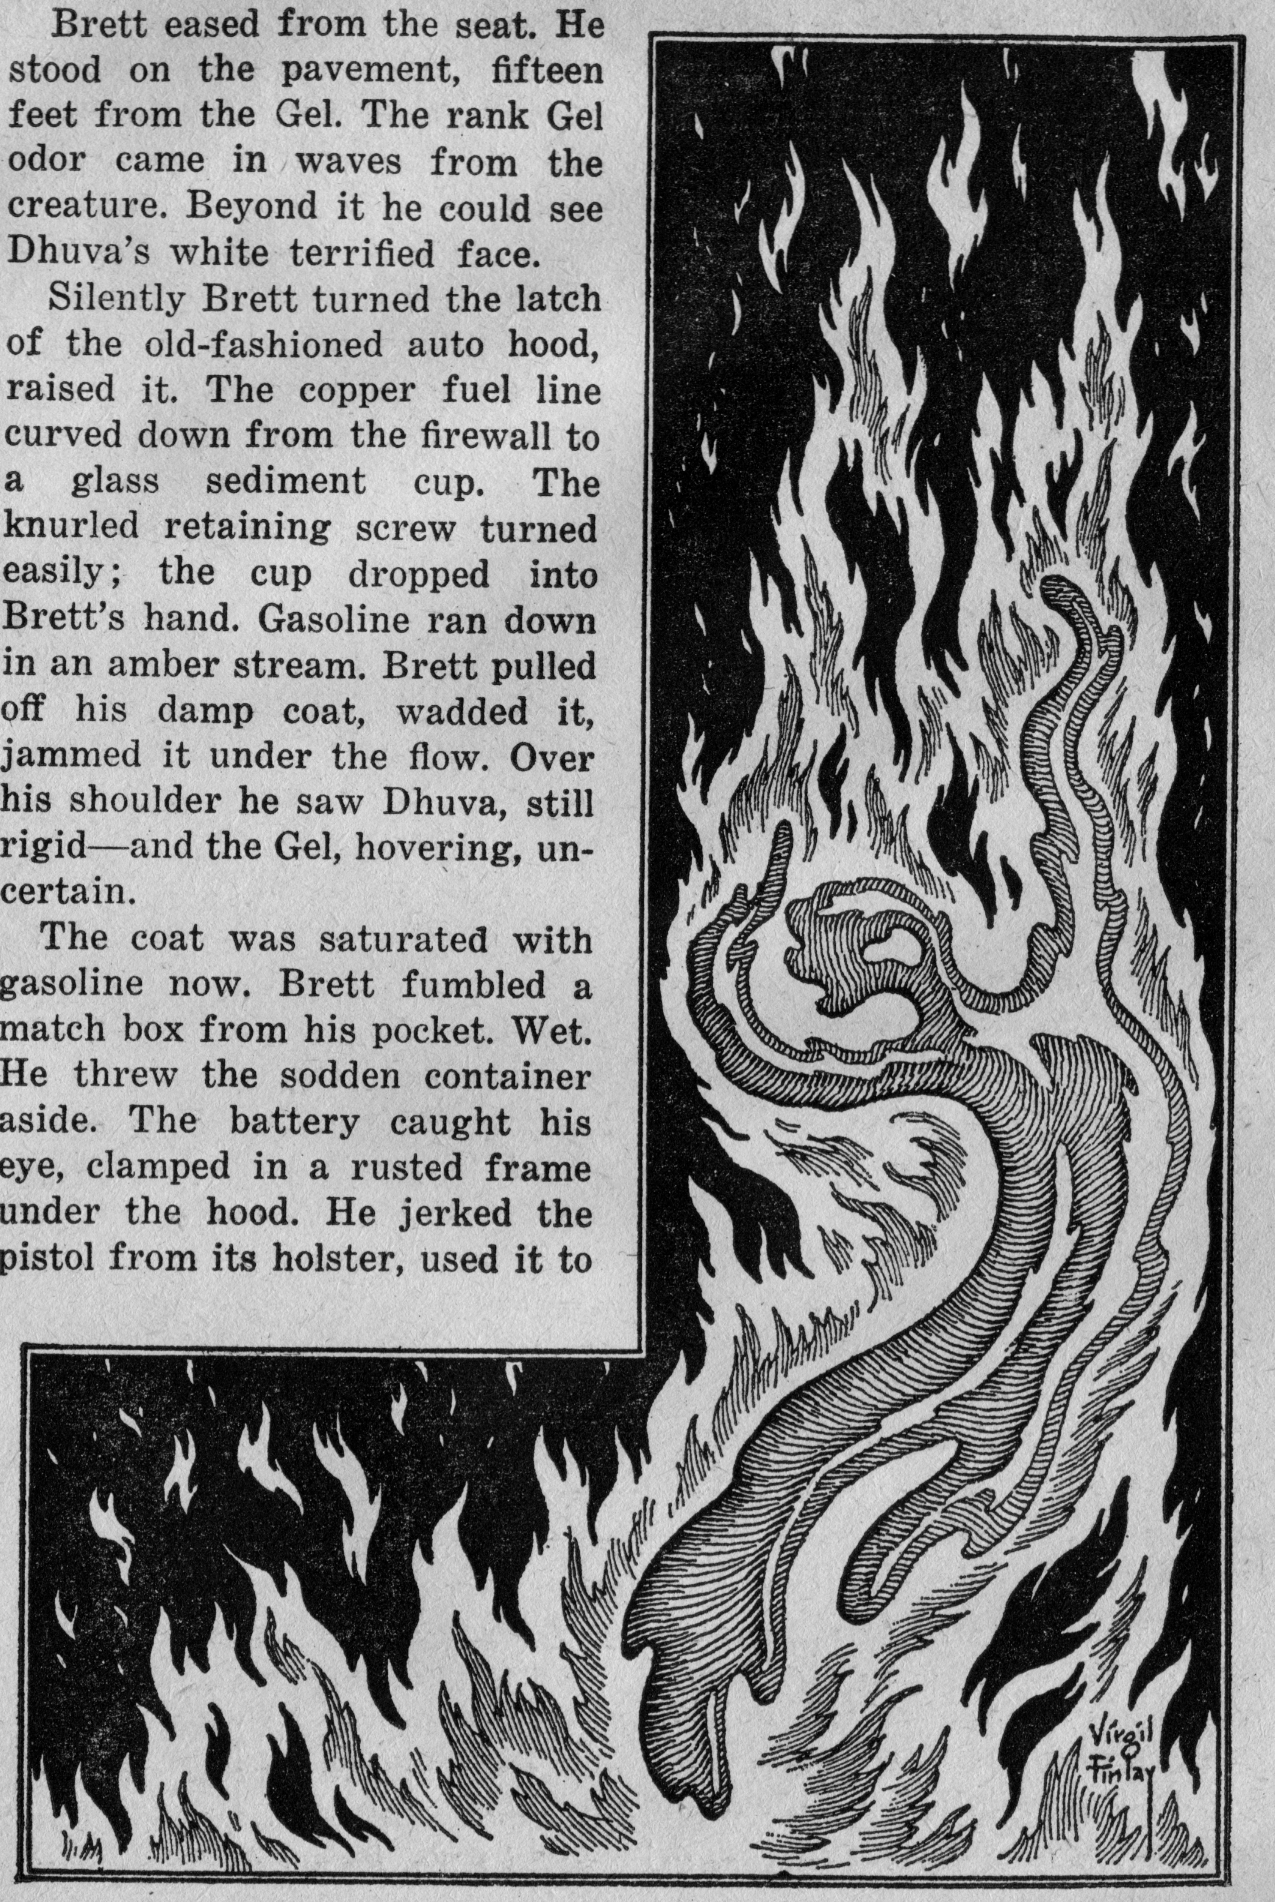 Brett eased from the seat. He
stood on the pavement, fifteen
feet from the Gel. The rank Gel
odor came in waves from the
creature. Beyond it he could see
Dhuva's white terrified face.
Silently Brett turned the latch
of the old-fashioned auto hood,
raised it. The copper fuel line
curved down from the firewall to
a glass sediment cup. The
knurled retaining screw turned
easily; the cup dropped into
Brett's hand. Gasoline ran down
in an amber stream. Brett pulled
off his damp coat, wadded it,
jammed it under the flow. Over
his shoulder he saw Dhuva, still
rigid—and the Gel, hovering, un-
certain.
The coat was saturated with
gasoline now. Brett fumbled a
match box from his pocket. Wet.
He threw the sodden container
aside. The battery caught his
eye, clamped in a rusted frame
under the hood. He jerked the
pistol from its holster, used it to
Virgil
Finlay